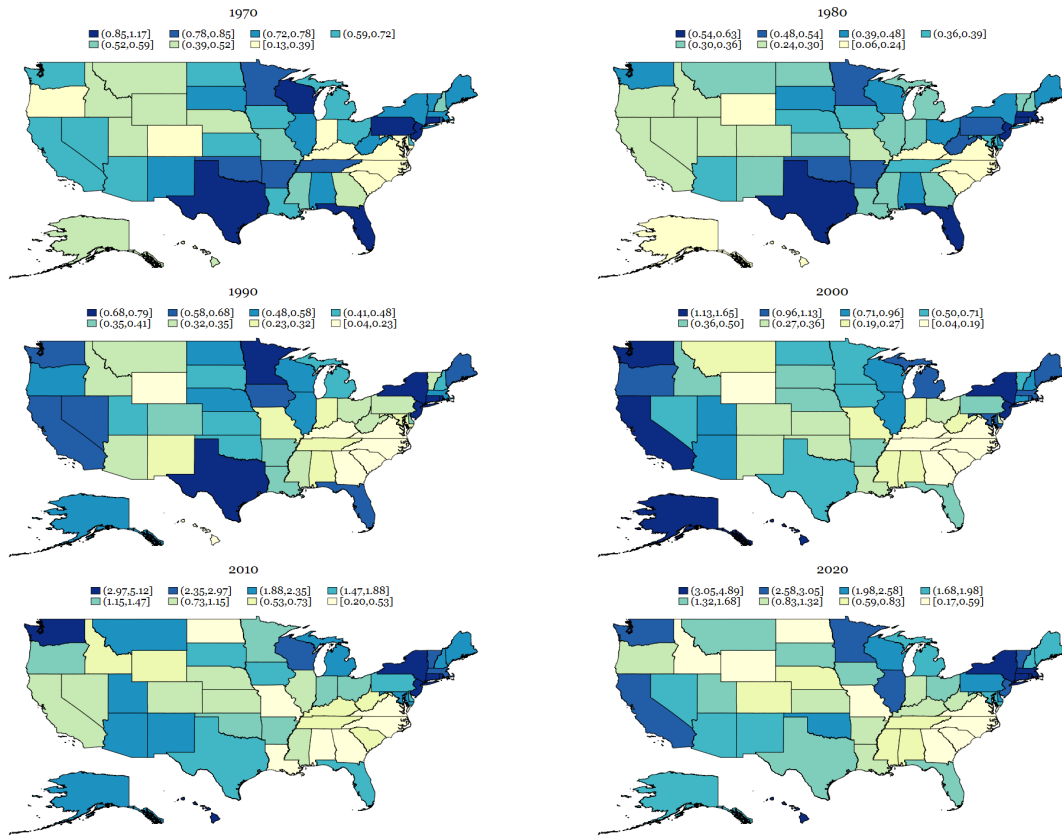 1970
(0.85,1.17] (0.78,0.85] (0.72,0.78] (0.59,0.72]
(0.52,0.59] (0.39,0.52] [0.13,0.39]
1980
(0.54,0.63] (0.48,0.54] (0.39,0.48] (0.36,0.39]
(0.30,0.36] (0.24,0.30] [0.06,0.24]
1990
(0.68,0.79] (0.58,0.68] (0.48,0.58] (0.41,0.48]
(0.35,0.41] (0.32,0.35] (0.23,0.32] [0.04,0.23]
2000
(1.13,1.65] (0.96,1.13] (0.71,0.96] (0.50,0.71]
(0.36,0.50] (0.27,0.36] (0.19,0.27] [0.04,0.19]
2010
(2.97,5.12] (2.35,2.97] (1.88,2.35] (1.47,1.88]
(1.15,1.47] (0.73,1.15] (0.53,0.73] [0.20,0.53]
2020
(3.05,4.89] (2.58,3.05] (1.98,2.58] (1.68,1.98]
(1.32,1.68] (0.83,1.32] (0.59,0.83] [0.17,0.59]